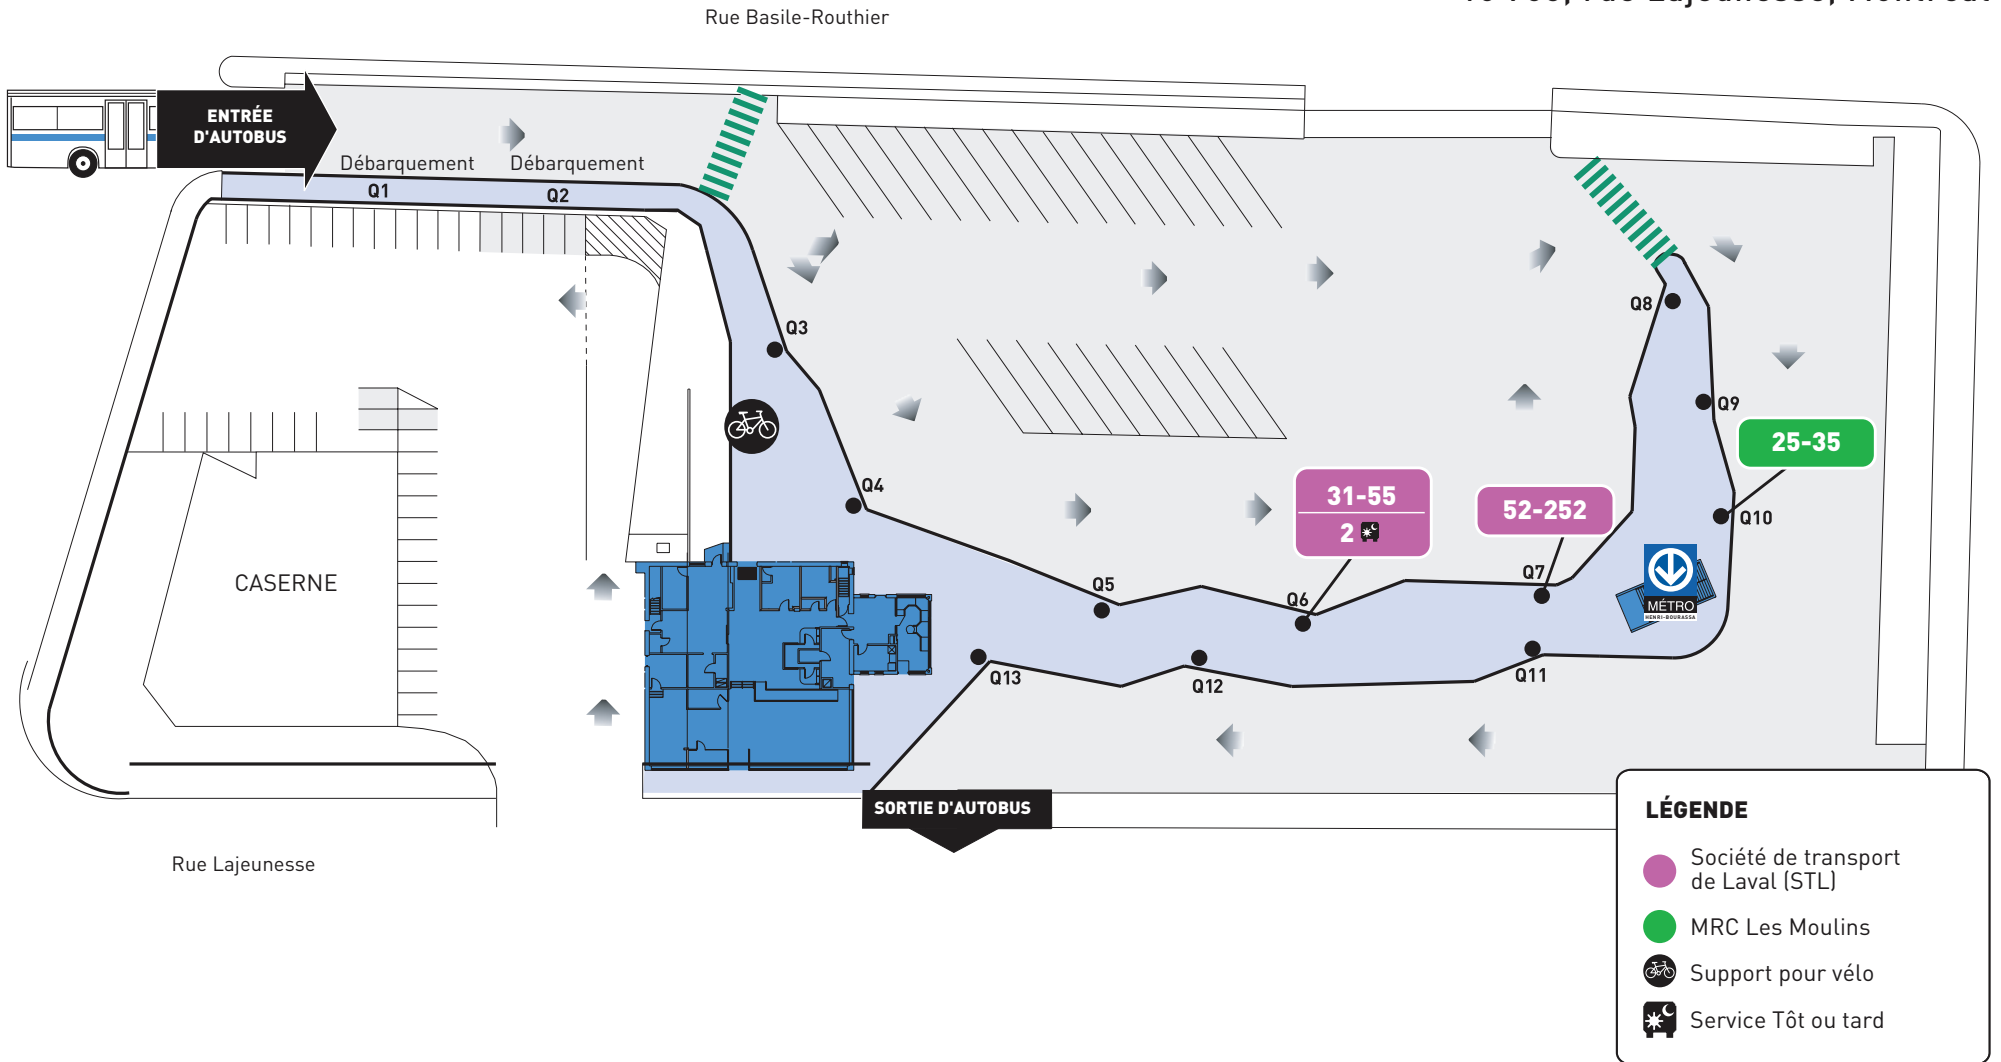 Rue Basile-Routhier
ENTRÉE
D'AUTOBUS
Débarquement
Débarquement
Q1
Q2
Q3
Q4
Q5
Q6
Q7
Q8
Q9
Q10
Q11
Q12
Q13
25-35
31-55
2
52-252
MÉTRO
HENRI-BOURASSA
CASERNE
SORTIE D'AUTOBUS
Rue Lajeunesse
LÉGENDE
Société de transport
de Laval (STL)
MRC Les Moulins
Support pour vélo
Service Tôt ou tard